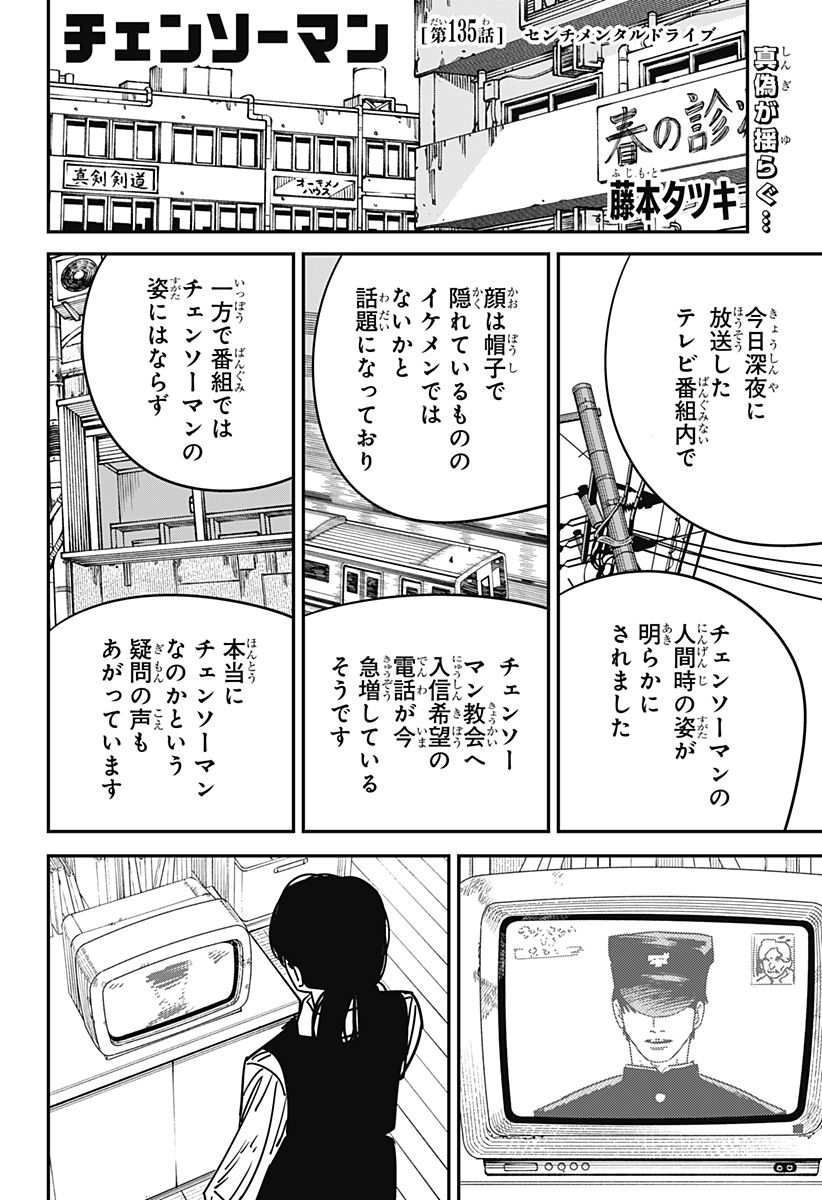 チェンソーマン
[第135話] センチメンタルドライブ
真偽が揺らぐ…
真剣剣道
オーキメン
ハウス
春の診
藤本タツキ
今日深夜に
放送した
テレビ番組内で
チェンソーマンの
人間時の姿が
明らかに
されました
顔は帽子で
隠れているものの
イケメンでは
ないかと
話題になっており
チェンソー
マン教会へ
入信希望の
電話が今
急増している
そうです
一方で番組では
チェンソーマンの
姿にはならず
本当に
チェンソーマン
なのかという
疑問の声も
あがっています